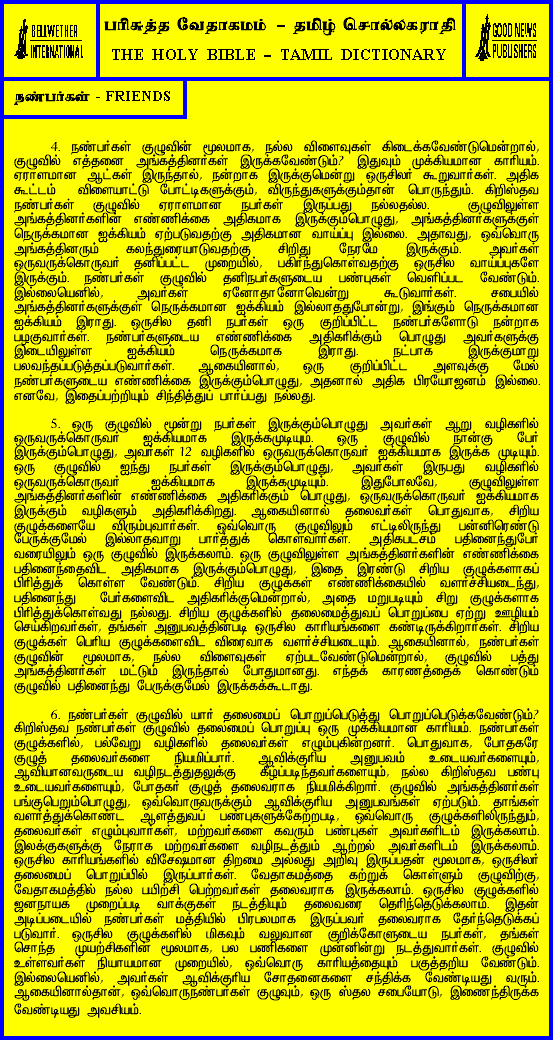 BELLWETHER
INTERNATIONAL
பரிசுத்த வேதாகமம் – தமிழ் சொல்லகராதி
THE HOLY BIBLE – TAMIL DICTIONARY
GOOD NEWS
PUBLISHERS
நண்பர்கள் - FRIENDS
4. நண்பர்கள் குழுவின் மூலமாக, நல்ல விளைவுகள் கிடைக்கவேண்டுமென்றால்,
குழுவில் எத்தனை அங்கத்தினர்கள் இருக்கவேண்டும்? இதுவும் முக்கியமான காரியம்.
ஏராளமான ஆட்கள் இருந்தால், நன்றாக இருக்குமென்று ஒருசிலர் கூறுவார்கள். அதிக
கூட்டம் விளையாட்டு போட்டிகளுக்கும், விருந்துகளுக்கும்தான் பொருந்தும். கிறிஸ்தவ
நண்பர்கள் குழுவில் ஏராளமான நபர்கள் இருப்பது நல்லதல்ல. குழுவிலுள்ள
அங்கத்தினர்களின் எண்ணிக்கை அதிகமாக இருக்கும்பொழுது, அங்கத்தினர்களுக்குள்
நெருக்கமான ஐக்கியம் ஏற்படுவதற்கு அதிகமான வாய்ப்பு இல்லை. அதாவது, ஒவ்வொரு
அங்கத்தினரும் கலந்துரையாடுவதற்கு சிறிது நேரமே இருக்கும். அவர்கள்
ஒருவருக்கொருவர் தனிப்பட்ட முறையில், பகிர்ந்துகொள்வதற்கு ஒருசில வாய்ப்புகளே
இருக்கும். நண்பர்கள் குழுவில் தனிநபர்களுடைய பண்புகள் வெளிப்பட வேண்டும்.
இல்லையெனில், அவர்கள் ஏனோதானோவென்று கூடுவார்கள். சபையில்
அங்கத்தினர்களுக்குள் நெருக்கமான ஐக்கியம் இல்லாததுபோன்று, இங்கும் நெருக்கமான
ஐக்கியம் இராது. ஒருசில தனி நபர்கள் ஒரு குறிப்பிட்ட நண்பர்களோடு நன்றாக
பழகுவார்கள். நண்பர்களுடைய எண்ணிக்கை அதிகரிக்கும் பொழுது அவர்களுக்கு
இடையிலுள்ள ஐக்கியம் நெருக்கமாக இராது. நட்பாக இருக்குமாறு
பலவந்தப்படுத்தப்படுவார்கள். ஆகையினால், ஒரு குறிப்பிட்ட அளவுக்கு மேல்
நண்பர்களுடைய எண்ணிக்கை இருக்கும்பொழுது, அதனால் அதிக பிரயோஜனம் இல்லை.
எனவே, இதைப்பற்றியும் சிந்தித்துப் பார்ப்பது நல்லது.
5. ஒரு குழுவில் மூன்று நபர்கள் இருக்கும்பொழுது அவர்கள் ஆறு வழிகளில்
ஒருவருக்கொருவர் ஐக்கியமாக இருக்கமுடியும். ஒரு குழுவில் நான்கு பேர்
இருக்கும்பொழுது, அவர்கள் 12 வழிகளில் ஒருவருக்கொருவர் ஐக்கியமாக இருக்க முடியும்.
ஒரு குழுவில் ஐந்து நபர்கள் இருக்கும்பொழுது, அவர்கள் இருபது வழிகளில்
ஒருவருக்கொருவர் ஐக்கியமாக இருக்கமுடியும். இதுபோலவே, குழுவிலுள்ள
அங்கத்தினர்களின் எண்ணிக்கை அதிகரிக்கும் பொழுது, ஒருவருக்கொருவர் ஐக்கியமாக
இருக்கும் வழிகளும் அதிகரிக்கிறது. ஆகையினால் தலைவர்கள் பொதுவாக, சிறிய
குழுக்களையே விரும்புவார்கள். ஒவ்வொரு குழுவிலும் எட்டிலிருந்து பன்னிரெண்டு
பேருக்குமேல் இல்லாதவாறு பார்த்துக் கொள்வார்கள். அதிகபட்சம் பதினைந்துபேர்
வரையிலும் ஒரு குழுவில் இருக்கலாம். ஒரு குழுவிலுள்ள அங்கத்தினர்களின் எண்ணிக்கை
பதினைந்தைவிட அதிகமாக இருக்கும்பொழுது, இதை இரண்டு சிறிய குழுக்களாகப்
பிரித்துக் கொள்ள வேண்டும். சிறிய குழுக்கள் எண்ணிக்கையில் வளர்ச்சியடைந்து,
பதினைந்து பேர்களைவிட அதிகரிக்குமென்றால், அதை மறுபடியும் சிறு குழுக்களாக
பிரித்துக்கொள்வது நல்லது. சிறிய குழுக்களில் தலைமைத்துவப் பொறுப்பை ஏற்று ஊழியம்
செய்கிறவர்கள், தங்கள் அனுபவத்தின்படி ஒருசில காரியங்களை கண்டிருக்கிறார்கள். சிறிய
குழுக்கள் பெரிய குழுக்களைவிட விரைவாக வளர்ச்சியடையும். ஆகையினால், நண்பர்கள்
குழுவின் மூலமாக, நல்ல விளைவுகள் ஏற்படவேண்டுமென்றால், குழுவில் பத்து
அங்கத்தினர்கள் மட்டும் இருந்தால் போதுமானது. எந்தக் காரணத்தைக் கொண்டும்
குழுவில் பதினைந்து பேருக்குமேல் இருக்கக்கூடாது.
6. நண்பர்கள் குழுவில் யார் தலைமைப் பொறுப்பெடுத்து பொறுப்பெடுக்கவேண்டும்?
கிறிஸ்தவ நண்பர்கள் குழுவில் தலைமைப் பொறுப்பு ஒரு முக்கியமான காரியம். நண்பர்கள்
குழுக்களில், பல்வேறு வழிகளில் தலைவர்கள் எழும்புகின்றனர். பொதுவாக, போதகரே
குழுத் தலைவர்களை நியமிப்பார். ஆவிக்குரிய அனுபவம் உடையவர்களையும்,
ஆவியானவருடைய வழிநடத்துதலுக்கு கீழ்ப்படிந்தவர்களையும், நல்ல கிறிஸ்தவ பண்பு
உடையவர்களையும், போதகர் குழுத் தலைவராக நியமிக்கிறார். குழுவில் அங்கத்தினர்கள்
பங்குபெறும்பொழுது, ஒவ்வொருவருக்கும் ஆவிக்குரிய அனுபவங்கள் ஏற்படும். தாங்கள்
வளர்த்துக்கொண்ட ஆளத்துவப் பண்புகளுக்கேற்றபடி, ஒவ்வொரு குழுக்களிலிருந்தும்,
தலைவர்கள் எழும்புவார்கள், மற்றவர்களை கவரும் பண்புகள் அவர்களிடம் இருக்கலாம்.
இலக்குகளுக்கு நேராக மற்றவர்களை வழிநடத்தும் ஆற்றல் அவர்களிடம் இருக்கலாம்.
ஒருசில காரியங்களில் விசேஷமான திறமை அல்லது அறிவு இருப்பதன் மூலமாக, ஒருசிலர்
தலைமைப் பொறுப்பில் இருப்பார்கள். வேதாகமத்தை கற்றுக் கொள்ளும் குழுவிற்கு,
வேதாகமத்தில் நல்ல பயிற்சி பெற்றவர்கள் தலைவராக இருக்கலாம். ஒருசில குழுக்களில்
ஜனநாயக முறைப்படி வாக்குகள் நடத்தியும் தலைவரை தெரிந்தெடுக்கலாம். இதன்
அடிப்படையில் நண்பர்கள் மத்தியில் பிரபலமாக இருப்பவர் தலைவராக தேர்ந்தெடுக்கப்
படுவார். ஒருசில குழுக்களில் மிகவும் வலுவான குறிக்கோளுடைய நபர்கள், தங்கள்
சொந்த முயற்சிகளின் மூலமாக, பல பணிகளை முன்னின்று நடத்துவார்கள். குழுவில்
உள்ளவர்கள் நியாயமான முறையில், ஒவ்வொரு காரியத்தையும் பகுத்தறிய வேண்டும்.
இல்லையெனில், அவர்கள் ஆவிக்குரிய சோதனைகளை சந்திக்க வேண்டியது வரும்.
ஆகையினால்தான், ஒவ்வொருநண்பர்கள் குழுவும், ஒரு ஸ்தல சபையோடு, இணைந்திருக்க
வேண்டியது அவசியம்.